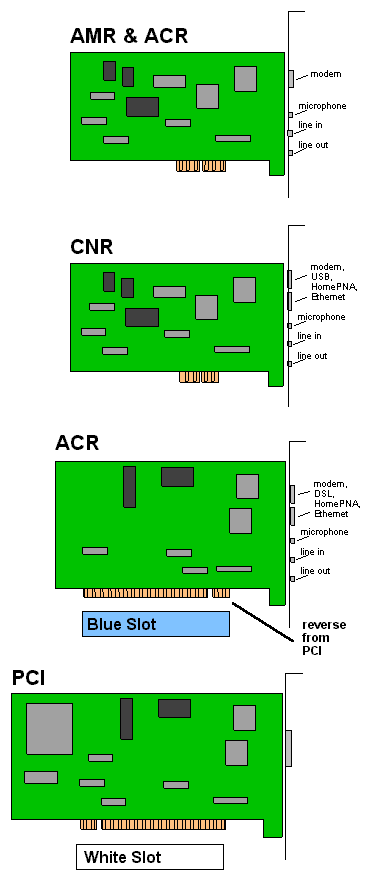 AMR & ACR
modem
microphone
line in
line out
CNR
modem,
USB,
HomePNA,
Ethernet
microphone
line in
line out
ACR
modem,
DSL,
HomePNA,
Ethernet
microphone
line in
line out
Blue Slot
reverse
from
PCI
PCI
White Slot